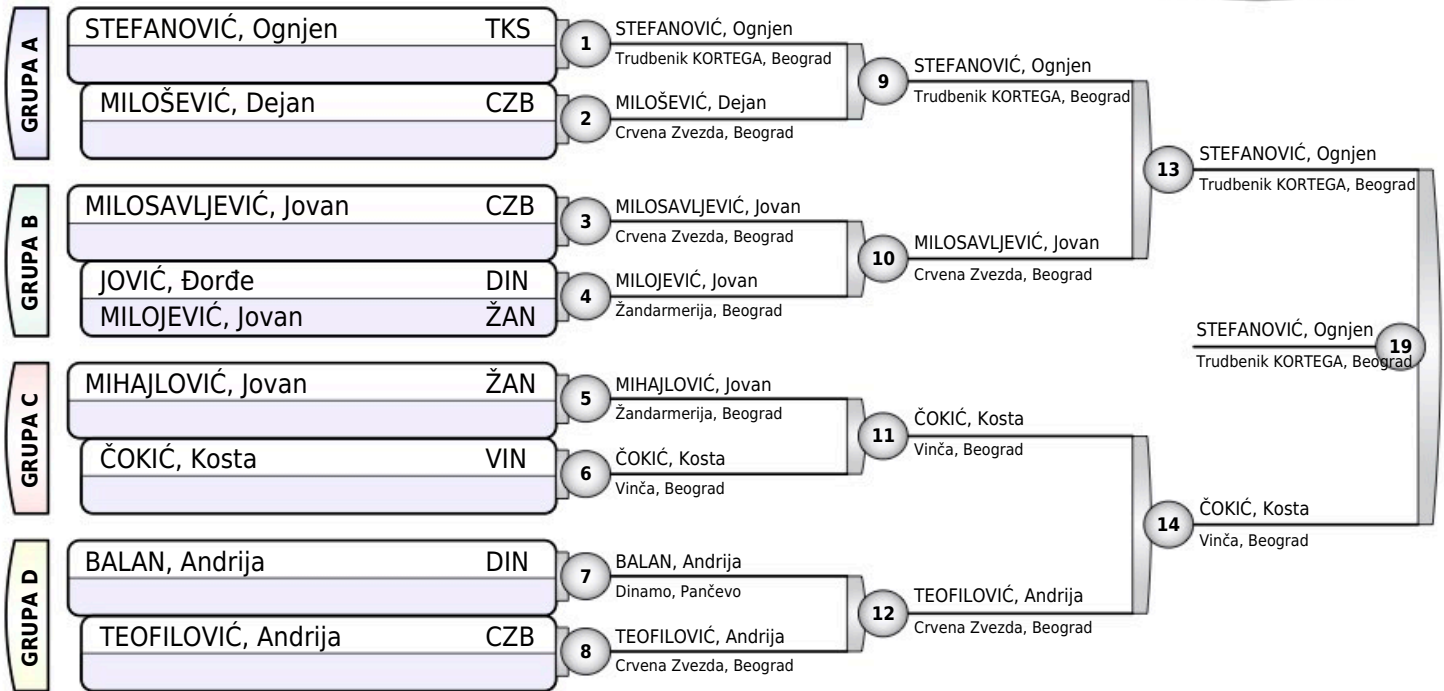 GRUPA A
STEFANOVIĆ, Ognjen TKS
MILOŠEVIĆ, Dejan CZB
GRUPA B
MILOSAVLJEVIĆ, Jovan CZB
JOVIĆ, Đorđe DIN
MILOJEVIĆ, Jovan ŽAN
GRUPA C
MIHAJLOVIĆ, Jovan ŽAN
ČOKIĆ, Kosta VIN
GRUPA D
BALAN, Andrija DIN
TEOFILOVIĆ, Andrija CZB
1
STEFANOVIĆ, Ognjen
Trudbenik KORTEGA, Beograd
2
MILOŠEVIĆ, Dejan
Crvena Zvezda, Beograd
3
MILOSAVLJEVIĆ, Jovan
Crvena Zvezda, Beograd
4
MILOJEVIĆ, Jovan
Žandarmerija, Beograd
5
MIHAJLOVIĆ, Jovan
Žandarmerija, Beograd
6
ČOKIĆ, Kosta
Vinča, Beograd
7
BALAN, Andrija
Dinamo, Pančevo
8
TEOFILOVIĆ, Andrija
Crvena Zvezda, Beograd
9
STEFANOVIĆ, Ognjen
Trudbenik KORTEGA, Beograd
10
MILOSAVLJEVIĆ, Jovan
Crvena Zvezda, Beograd
11
ČOKIĆ, Kosta
Vinča, Beograd
12
TEOFILOVIĆ, Andrija
Crvena Zvezda, Beograd
13
STEFANOVIĆ, Ognjen
Trudbenik KORTEGA, Beograd
14
ČOKIĆ, Kosta
Vinča, Beograd
STEFANOVIĆ, Ognjen
19
Trudbenik KORTEGA, Beograd